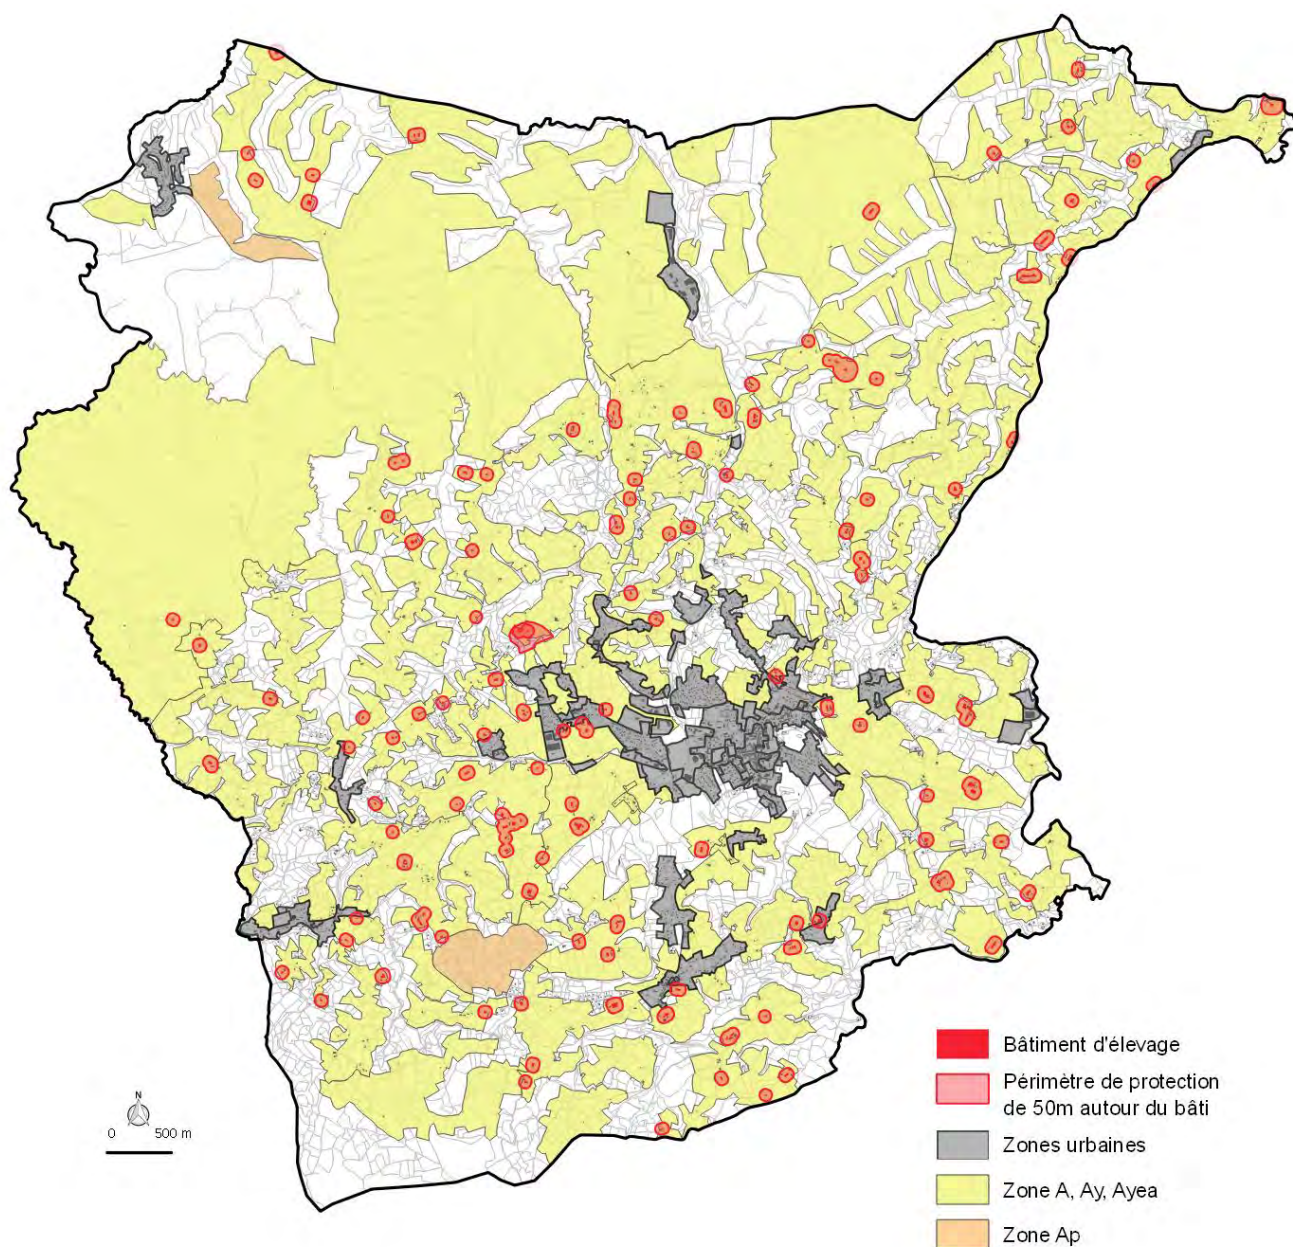 N
0 500 m
Bâtiment d'élevage
Périmètre de protection
de 50m autour du bâti
Zones urbaines
Zone A, Ay, Ayea
Zone Ap